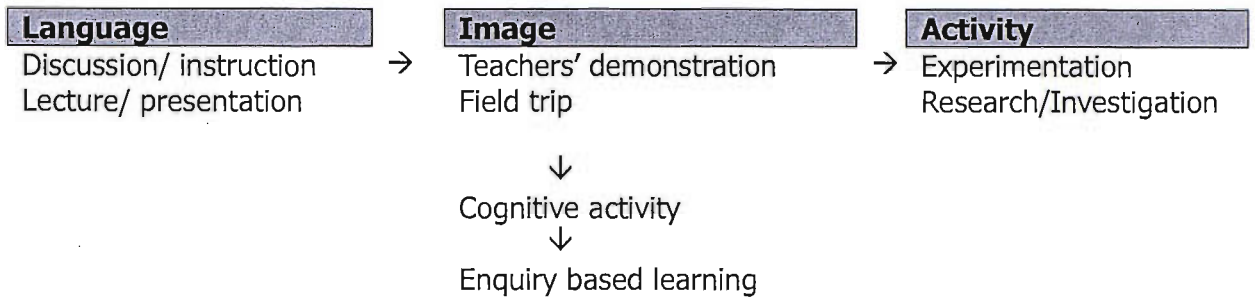 Language Image Activity
Discussion/ instruction → Teachers' demonstration → Experimentation
Lecture/ presentation Field trip Research/Investigation
↓
Cognitive activity
↓
Enquiry based learning